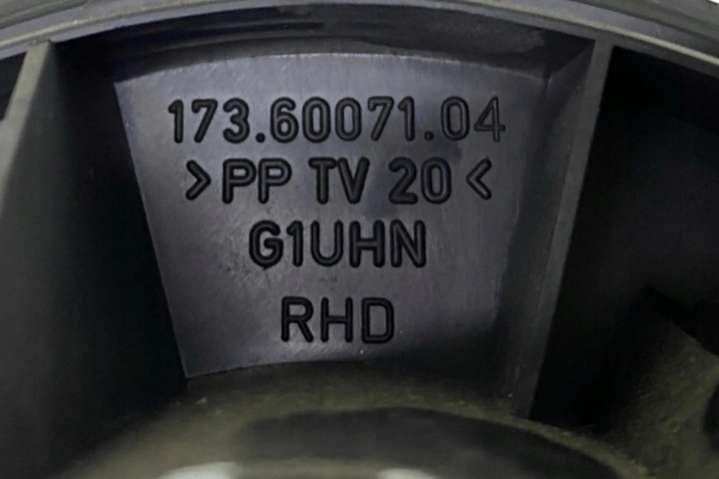 173.60071.04
>PP TV 20<
G1UHN
RHD